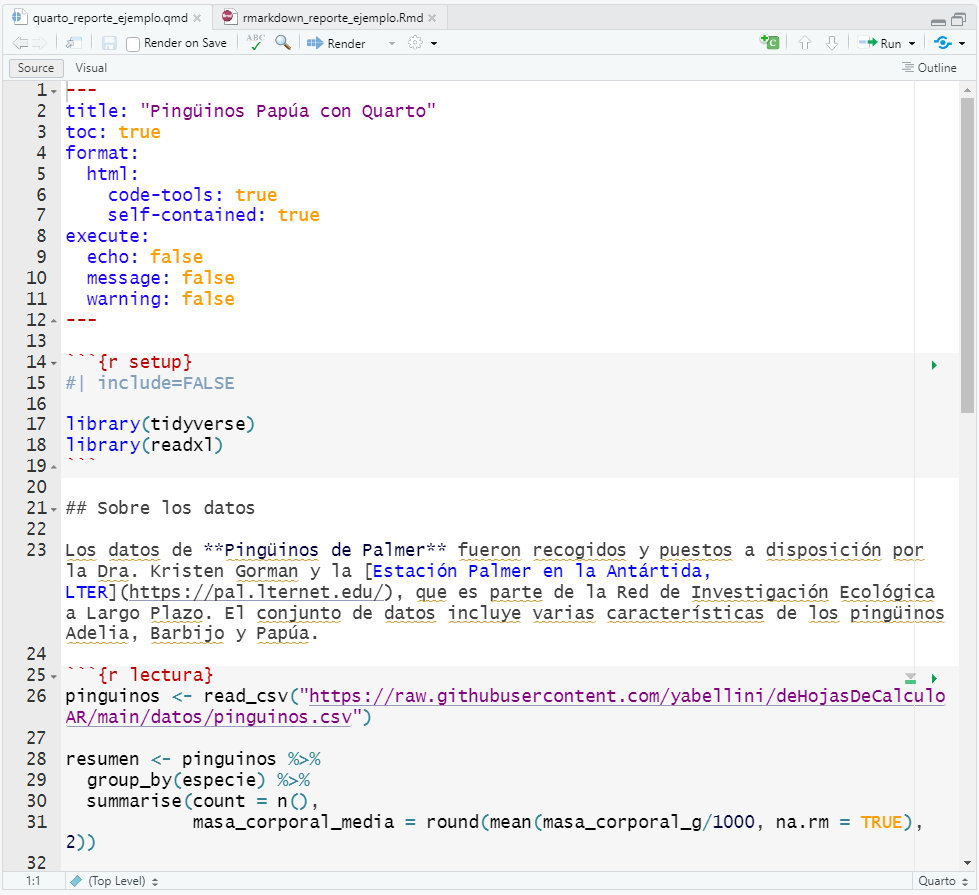 quarto_reporte_ejemplo.qmd
rmarkdown_reporte_ejemplo.Rmd
Render on Save
ABC
Render
C
Run
Source
Visual
Outline
1 ---
2 title: "Pingüinos Papúa con Quarto"
3 toc: true
4 format:
5   html:
6     code-tools: true
7     self-contained: true
8 execute:
9   echo: false
10   message: false
11   warning: false
12 ---
13
14 ```{r setup}
15 #| include=FALSE
16
17 library(tidyverse)
18 library(readxl)
19 ```
20
21 ## Sobre los datos
22
23 Los datos de **Pingüinos de Palmer** fueron recogidos y puestos a disposición por
la Dra. Kristen Gorman y la [Estación Palmer en la Antártida,
LTER](https://pal.lternet.edu/), que es parte de la Red de Investigación Ecológica
a Largo Plazo. El conjunto de datos incluye varias características de los pingüinos
Adelia, Barbijo y Papúa.
24
25 ```{r lectura}
26 pinguinos <- read_csv("https://raw.githubusercontent.com/yabellini/deHojasDeCalculo
AR/main/datos/pinguinos.csv")
27
28 resumen <- pinguinos %>%
29   group_by(especie) %>%
30   summarise(count = n(),
31             masa_corporal_media = round(mean(masa_corporal_g/1000, na.rm = TRUE),
2))
32
1:1
(Top Level)
Quarto